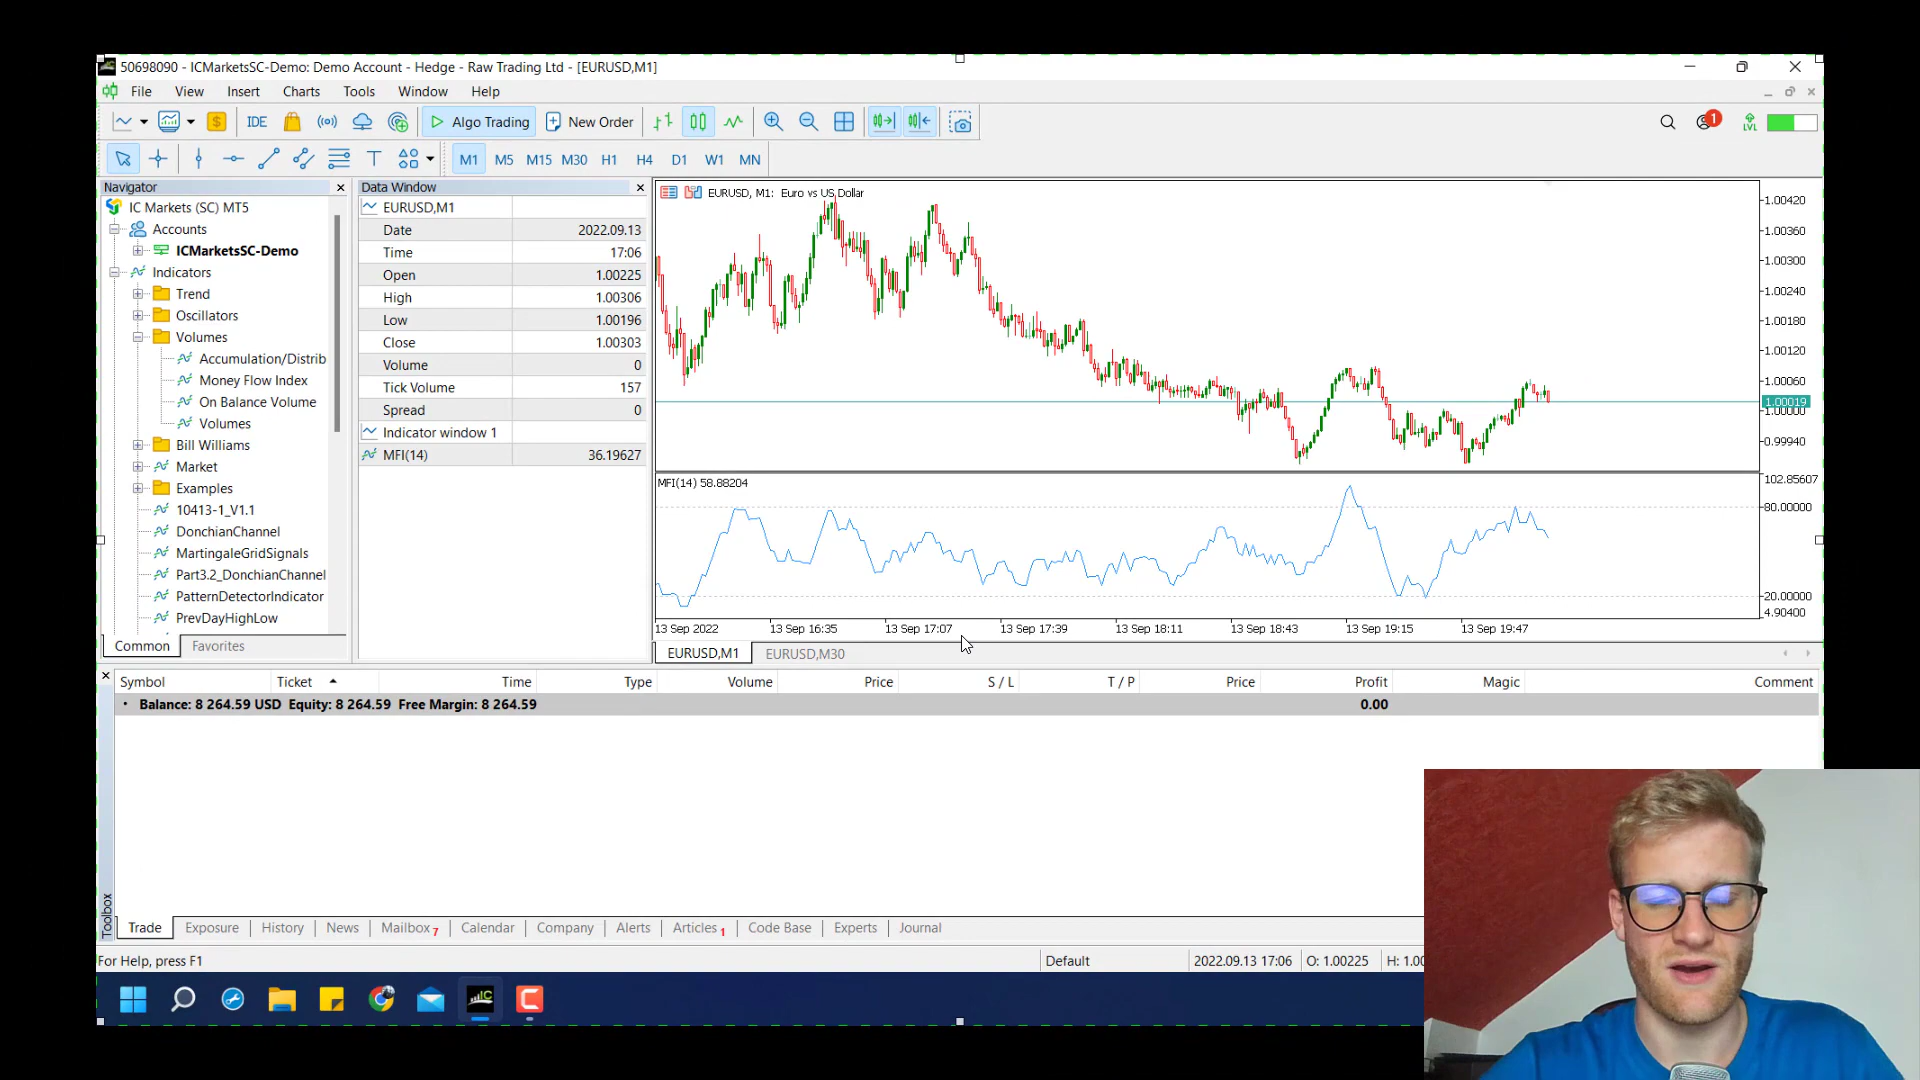 50698090 - ICMarketsSC-Demo: Demo Account - Hedge - Raw Trading Ltd - [EURUSD,M1]
File View Insert Charts Tools Window Help
IDE Algo Trading New Order 1 LVL
M1 M5 M15 M30 H1 H4 D1 W1 MN
Navigator
IC Markets (SC) MT5
Accounts
ICMarketsSC-Demo
Indicators
Trend
Oscillators
Volumes
Accumulation/Distrib
Money Flow Index
On Balance Volume
Volumes
Bill Williams
Market
Examples
10413-1_V1.1
DonchianChannel
MartingaleGridSignals
Part3.2_DonchianChannel
PatternDetectorIndicator
PrevDayHighLow
Common Favorites
Data Window
EURUSD,M1
Date 2022.09.13
Time 17:06
Open 1.00225
High 1.00306
Low 1.00196
Close 1.00303
Volume 0
Tick Volume 157
Spread 0
Indicator window 1
MFI(14) 36.19627
EURUSD, M1: Euro vs US Dollar
1.00420
1.00360
1.00300
1.00240
1.00180
1.00120
1.00060
1.00019
1.00000
0.99940
MFI(14) 58.88204
102.85607
80.00000
20.00000
4.90400
13 Sep 2022 13 Sep 16:35 13 Sep 17:07 13 Sep 17:39 13 Sep 18:11 13 Sep 18:43 13 Sep 19:15 13 Sep 19:47
EURUSD,M1 EURUSD,M30
Symbol Ticket Time Type Volume Price S / L T / P Price Profit Magic Comment
Balance: 8 264.59 USD Equity: 8 264.59 Free Margin: 8 264.59 0.00
Toolbox
Trade Exposure History News Mailbox 7 Calendar Company Alerts Articles 1 Code Base Experts Journal
For Help, press F1 Default 2022.09.13 17:06 O: 1.00225 H: 1.00
IC